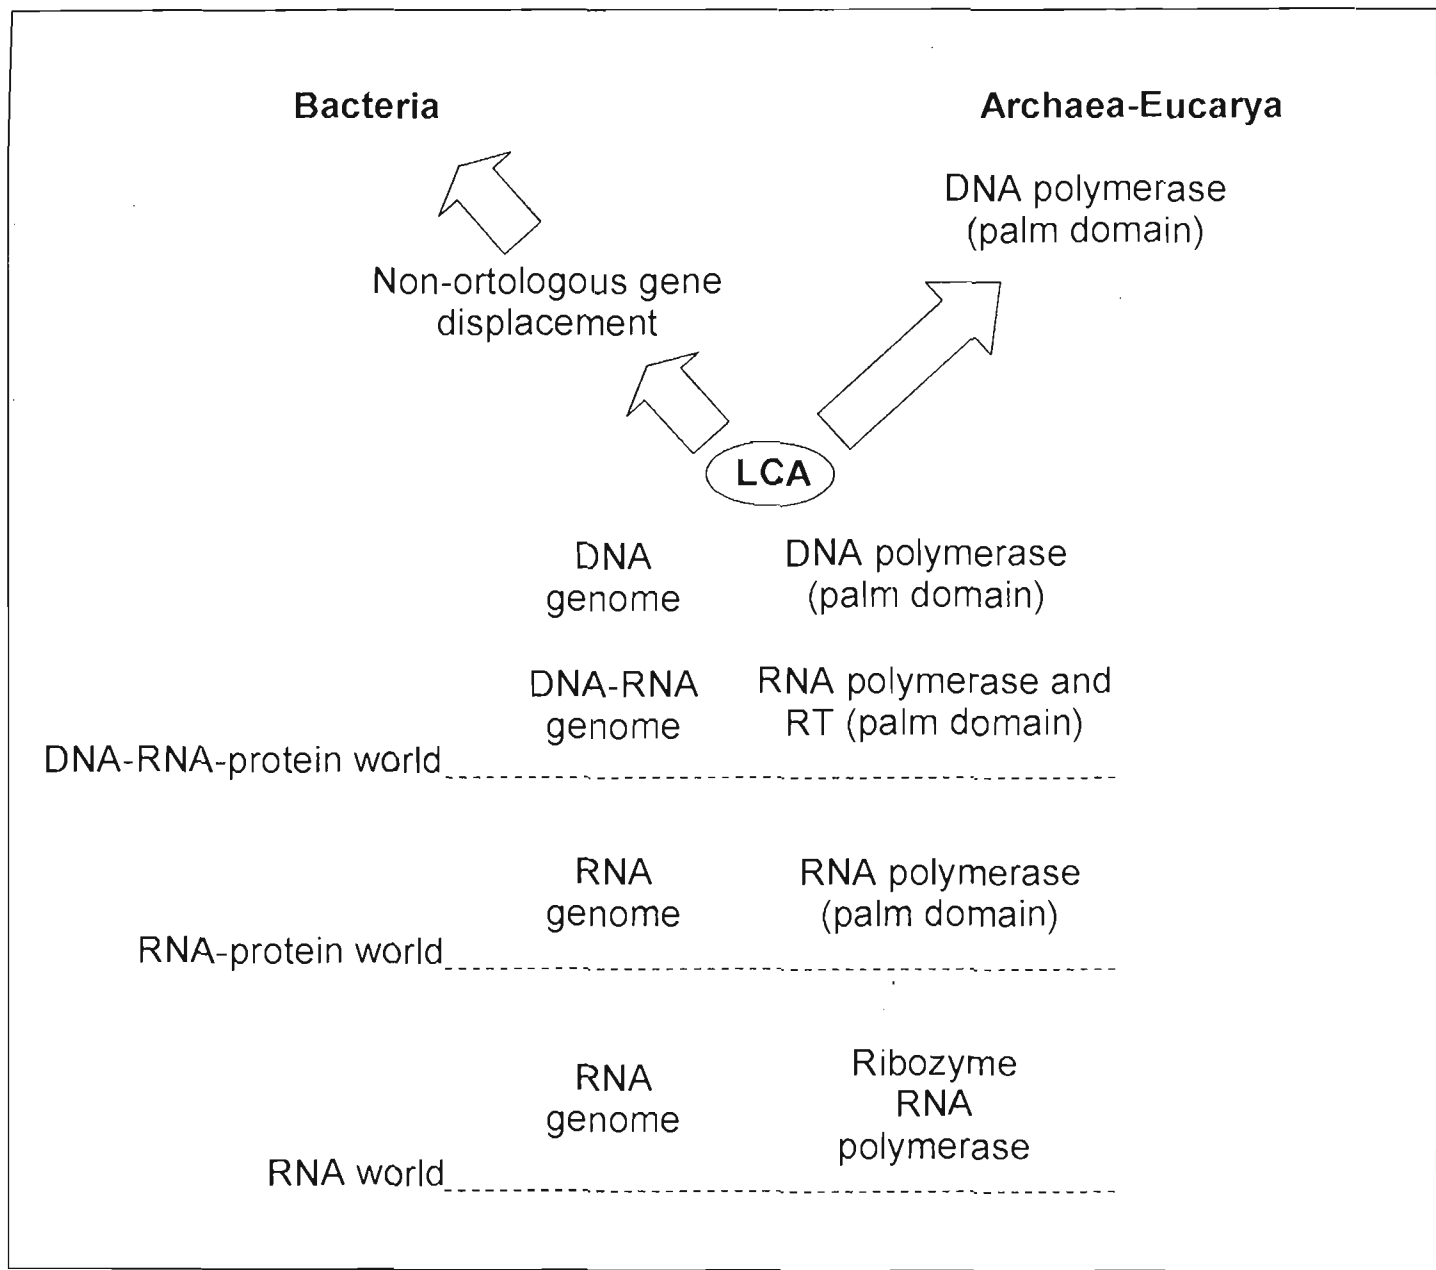 Bacteria
Archaea-Eucarya
DNA polymerase
(palm domain)
Non-ortologous gene
displacement
LCA
DNA
genome
DNA polymerase
(palm domain)
DNA-RNA
genome
RNA polymerase and
RT (palm domain)
DNA-RNA-protein world
RNA
genome
RNA polymerase
(palm domain)
RNA-protein world
RNA
genome
Ribozyme
RNA
polymerase
RNA world